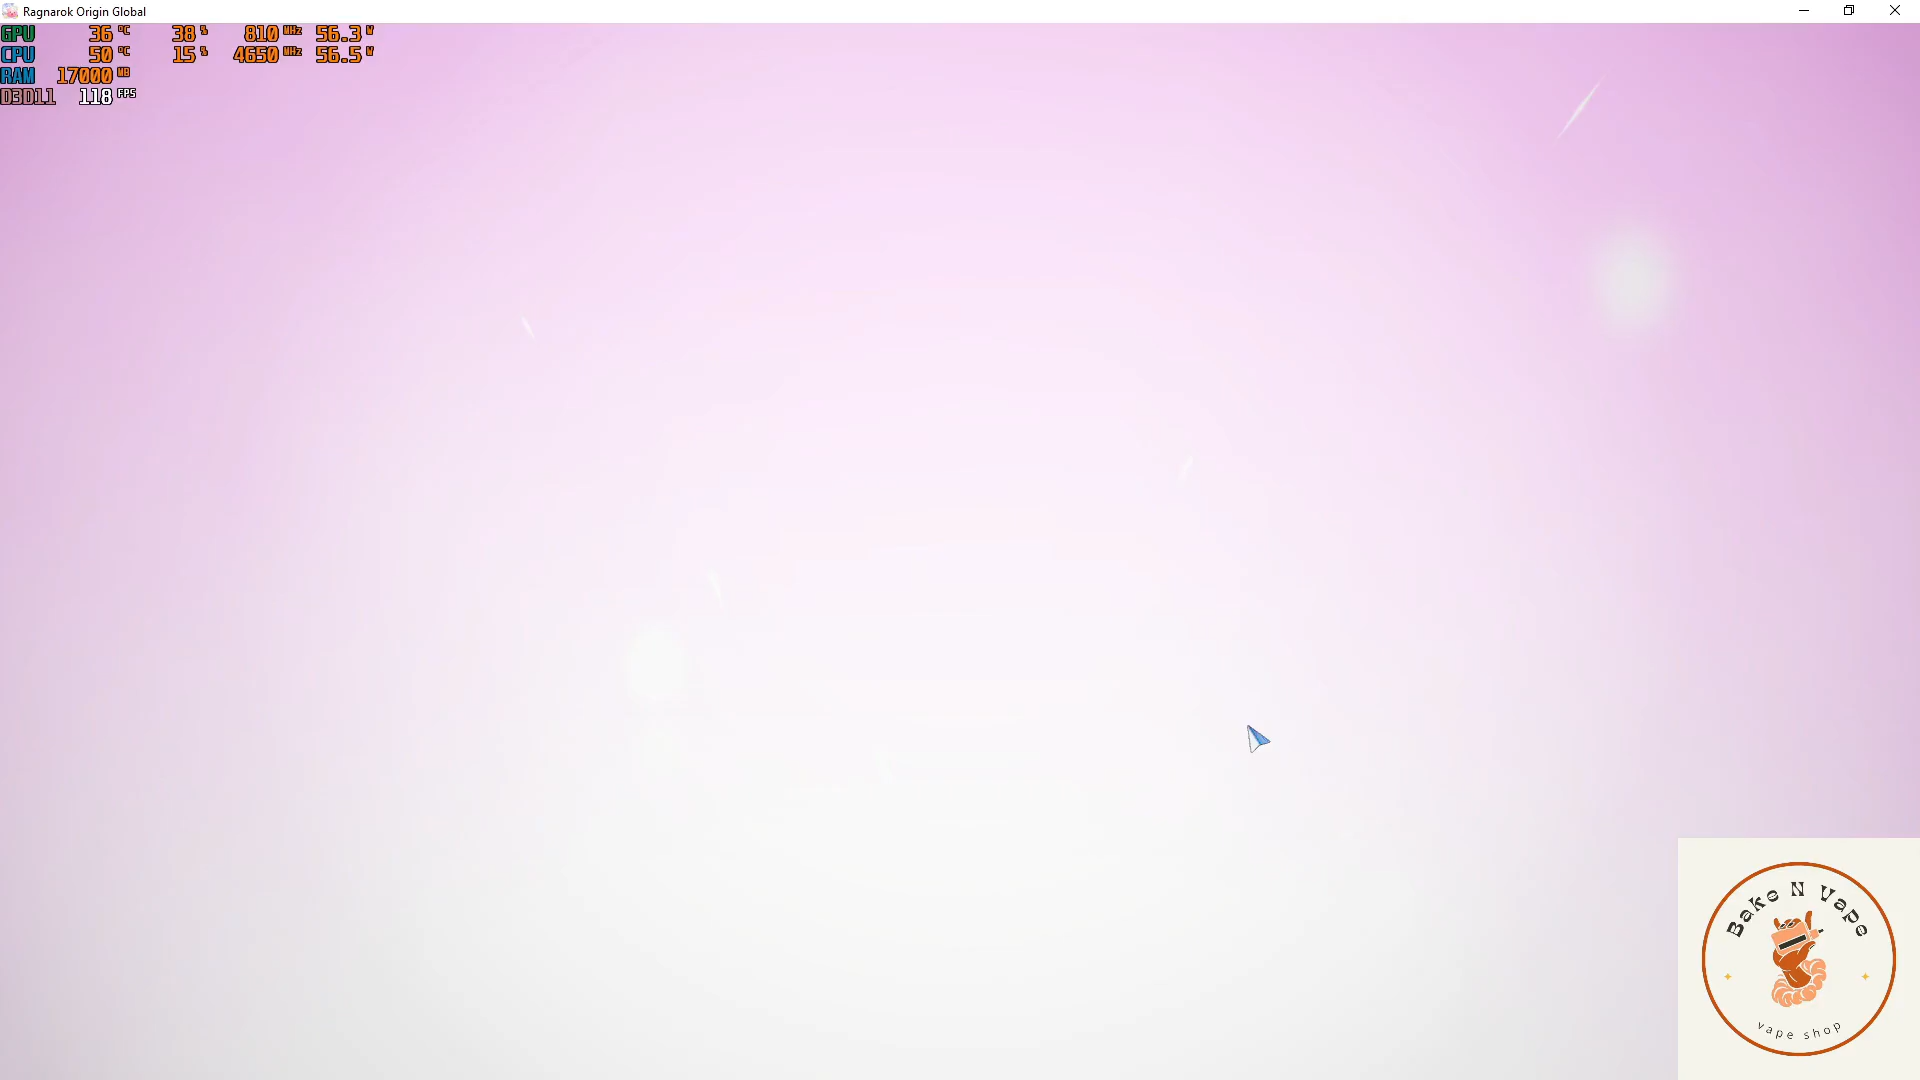 Ragnarok Origin Global
GPU 36 °C 38 % 810 MHz 56.3 W
CPU 50 °C 15 % 4650 MHz 56.5 W
RAM 17000 MB
D3D11 118 FPS
Bake N Vape
vape shop